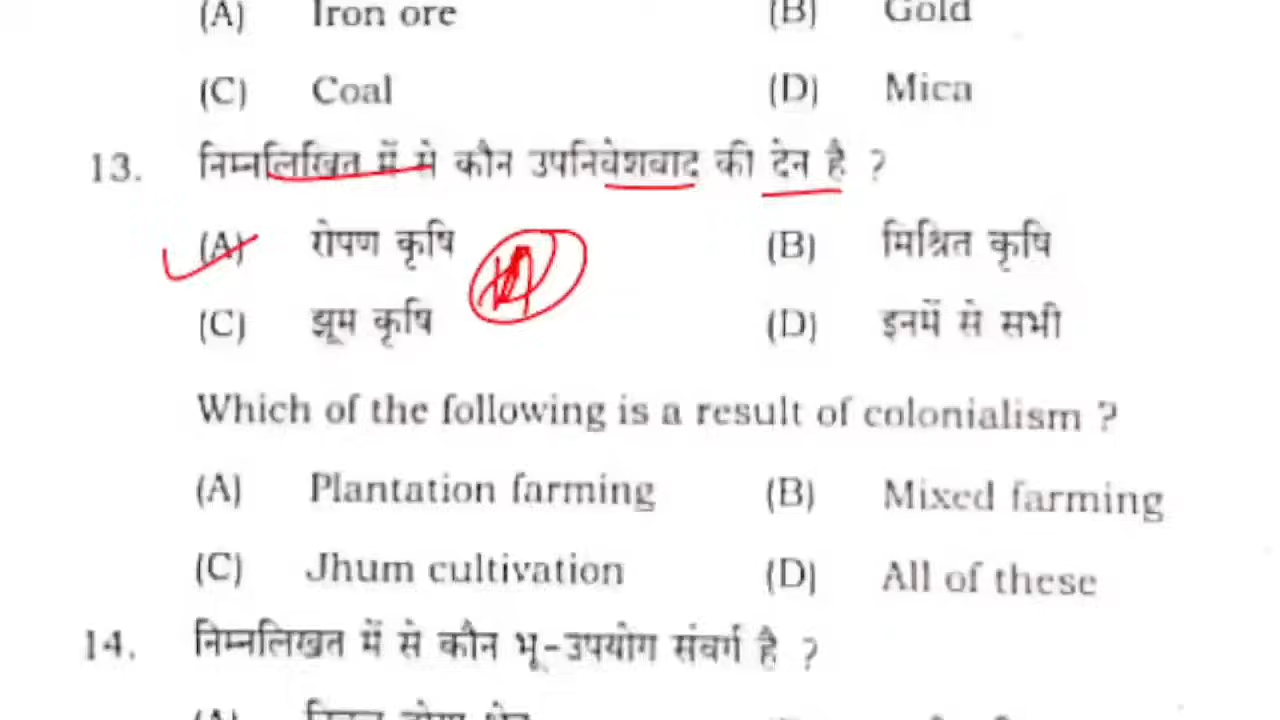 (A) Iron ore (B) Gold
(C) Coal (D) Mica
13. निम्नलिखित में से कौन उपनिवेशवाद की देन है ?
(A) रोपण कृषि (B) मिश्रित कृषि
(C) झूम कृषि (D) इनमें से सभी
Which of the following is a result of colonialism ?
(A) Plantation farming (B) Mixed farming
(C) Jhum cultivation (D) All of these
14. निम्नलिखत में से कौन भू-उपयोग संवर्ग है ?
(A)